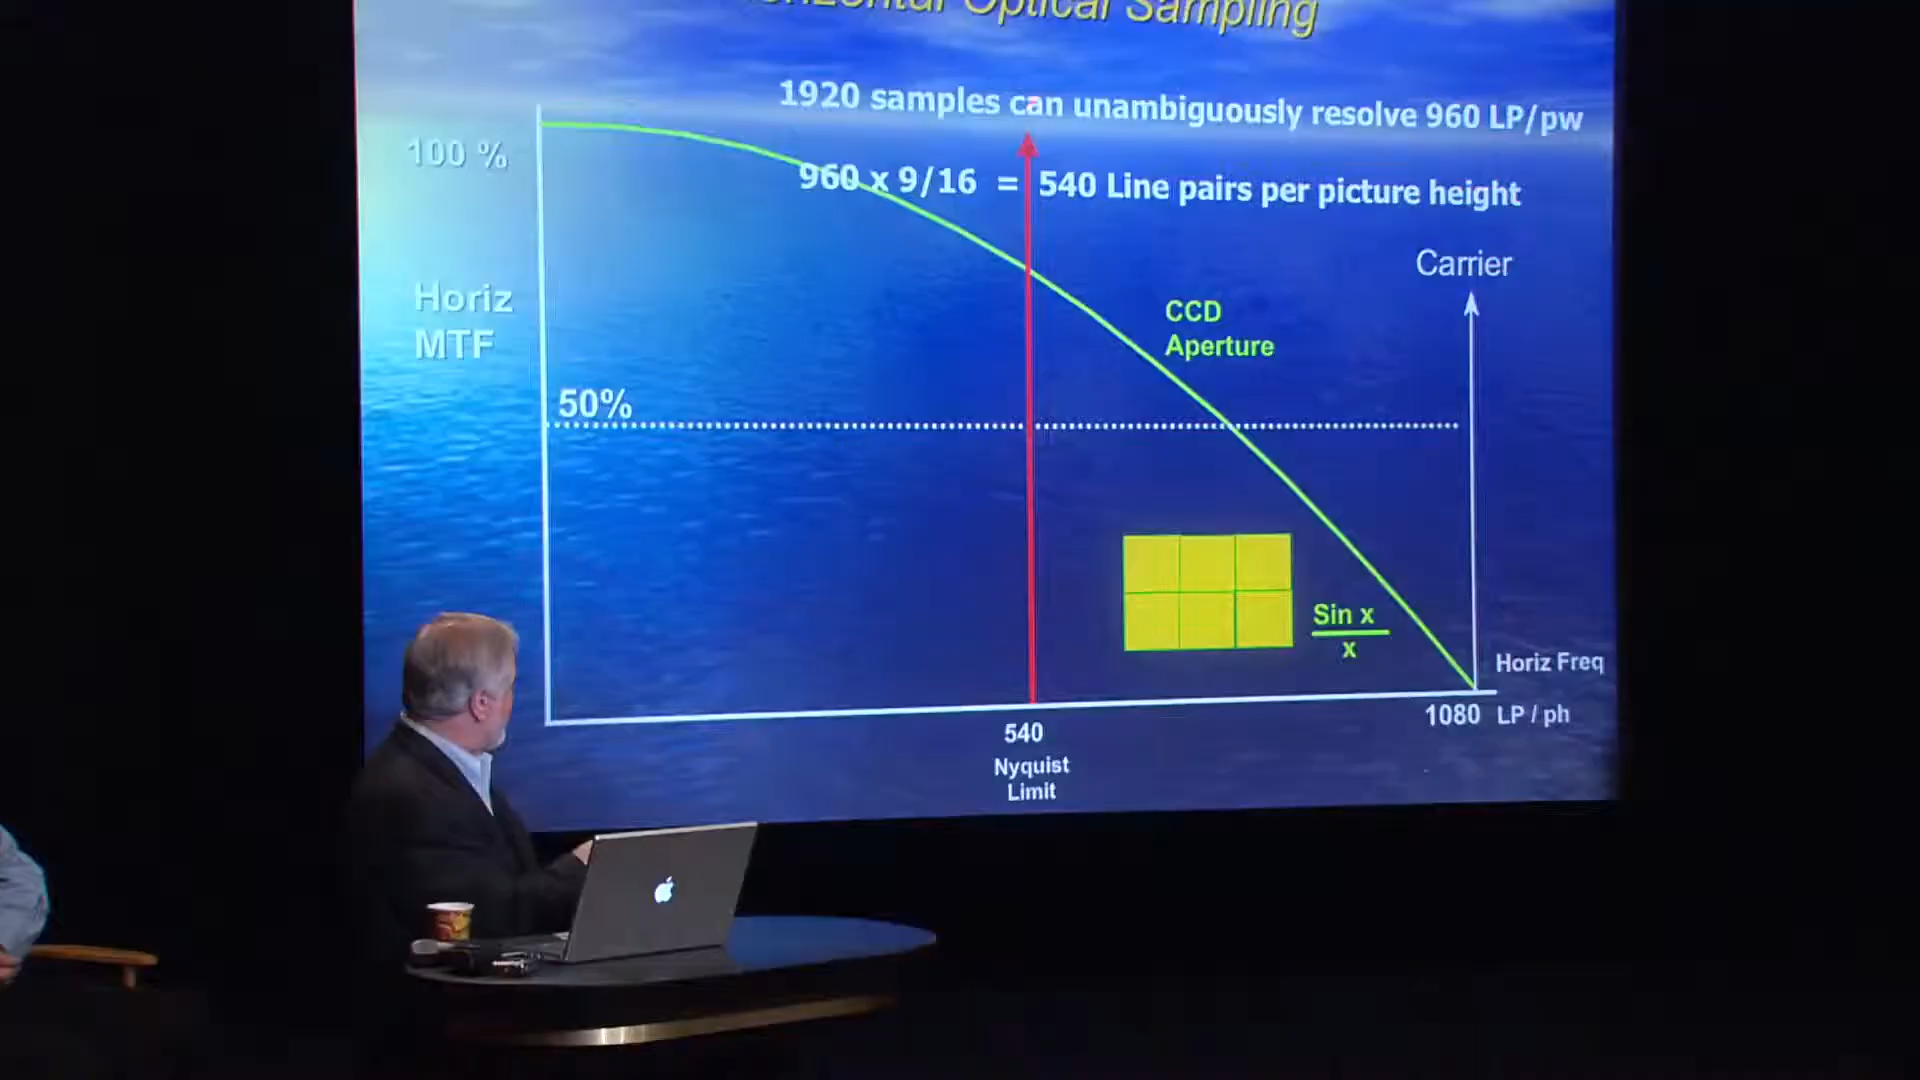 Optical Sampling
1920 samples can unambiguously resolve 960 LP/pw
100 %
960 x 9/16 = 540 Line pairs per picture height
Carrier
Horiz
MTF
CCD
Aperture
50%
Sin x
x
Horiz Freq
540
1080 LP / ph
Nyquist
Limit